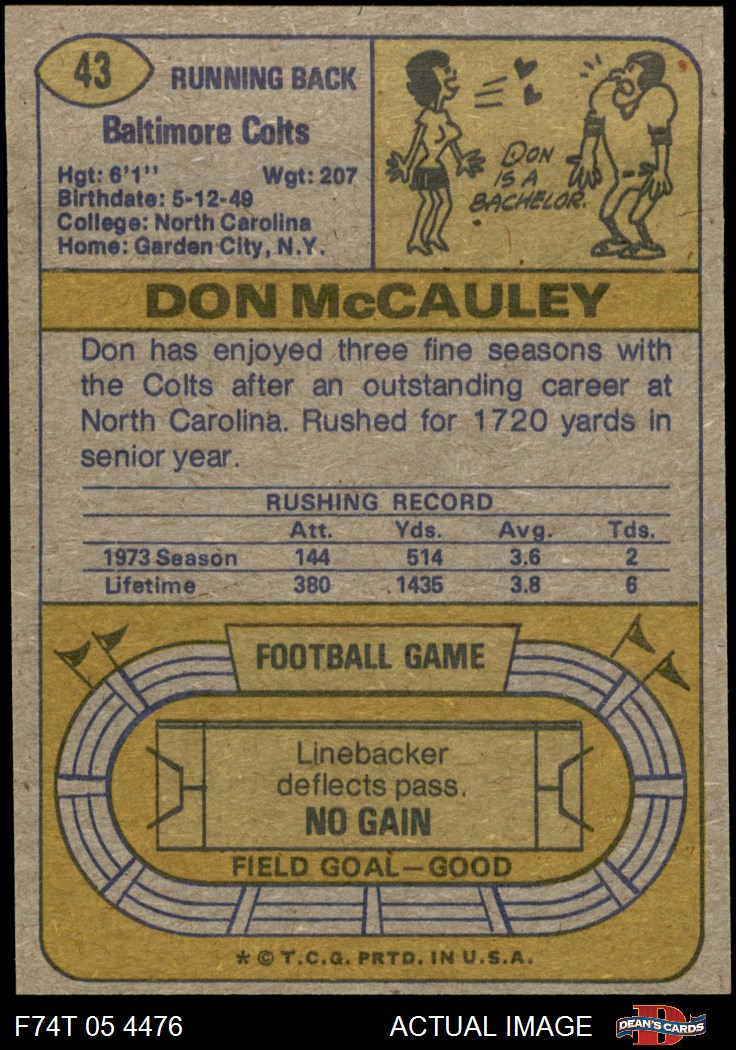 43
RUNNING BACK
Baltimore Colts
Hgt: 6'1'' Wgt: 207
Birthdate: 5-12-49
College: North Carolina
Home: Garden City, N.Y.
DON
IS A
BACHELOR.
DON McCAULEY
Don has enjoyed three fine seasons with
the Colts after an outstanding career at
North Carolina. Rushed for 1720 yards in
senior year.
RUSHING RECORD
Att. Yds. Avg. Tds.
1973 Season 144 514 3.6 2
Lifetime 380 1435 3.8 6
FOOTBALL GAME
Linebacker
deflects pass.
NO GAIN
FIELD GOAL—GOOD
* © T.C.G. PRTD. IN U.S.A.
F74T 05 4476 ACTUAL IMAGE
D
DEAN'S CARDS